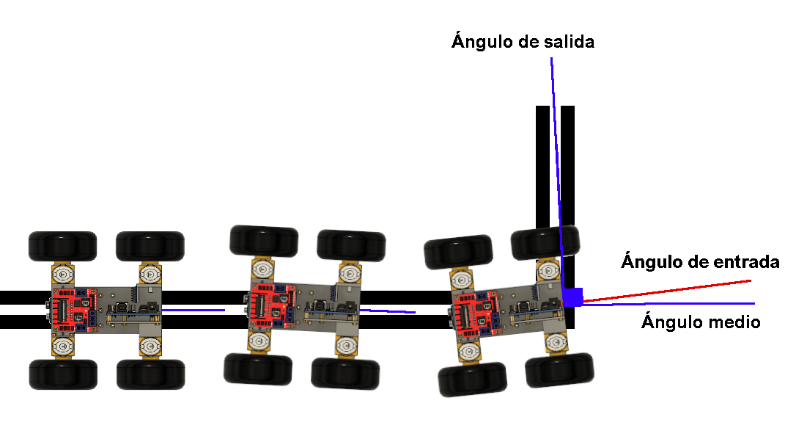 Ángulo de salida
Ángulo de entrada
Ángulo medio